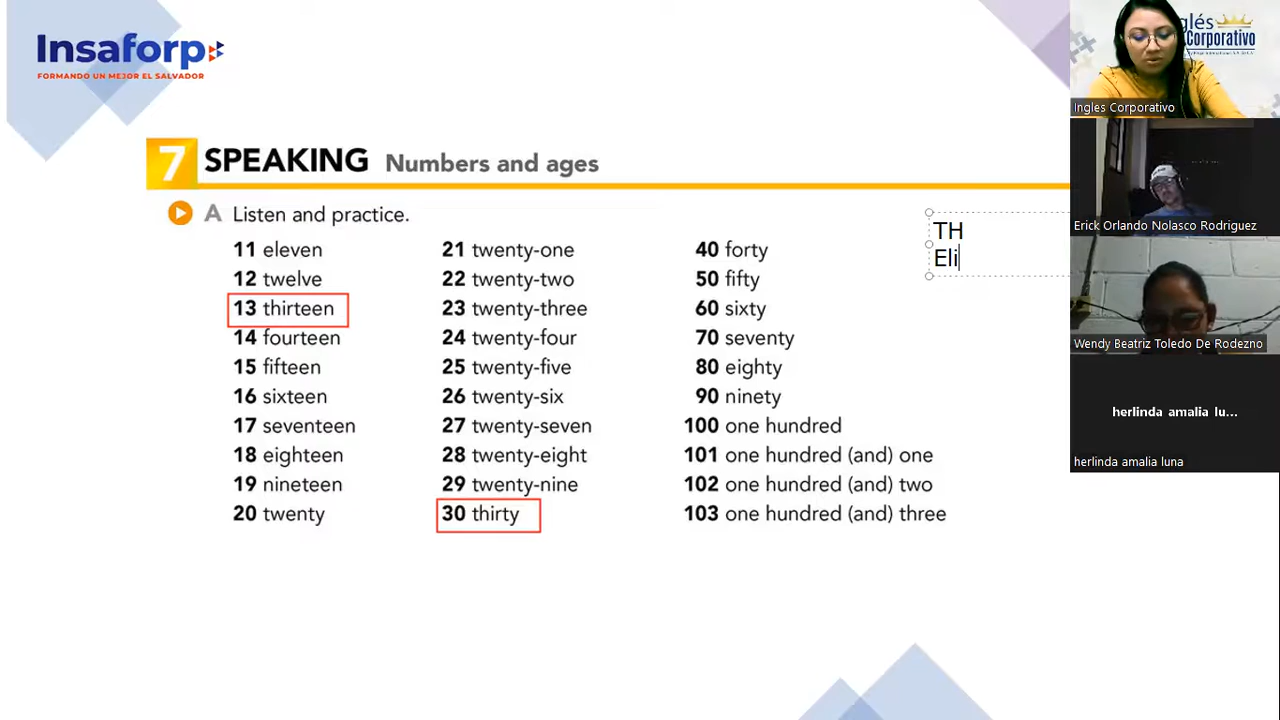 Insaforp
FORMANDO UN MEJOR EL SALVADOR
7 SPEAKING Numbers and ages
A Listen and practice.
11 eleven
12 twelve
13 thirteen
14 fourteen
15 fifteen
16 sixteen
17 seventeen
18 eighteen
19 nineteen
20 twenty
21 twenty-one
22 twenty-two
23 twenty-three
24 twenty-four
25 twenty-five
26 twenty-six
27 twenty-seven
28 twenty-eight
29 twenty-nine
30 thirty
40 forty
50 fifty
60 sixty
70 seventy
80 eighty
90 ninety
100 one hundred
101 one hundred (and) one
102 one hundred (and) two
103 one hundred (and) three
TH
Eli
glés
Corporativo
Ingles Corporativo
Erick Orlando Nolasco Rodriguez
Wendy Beatriz Toledo De Rodezno
herlinda amalia lu...
herlinda amalia luna